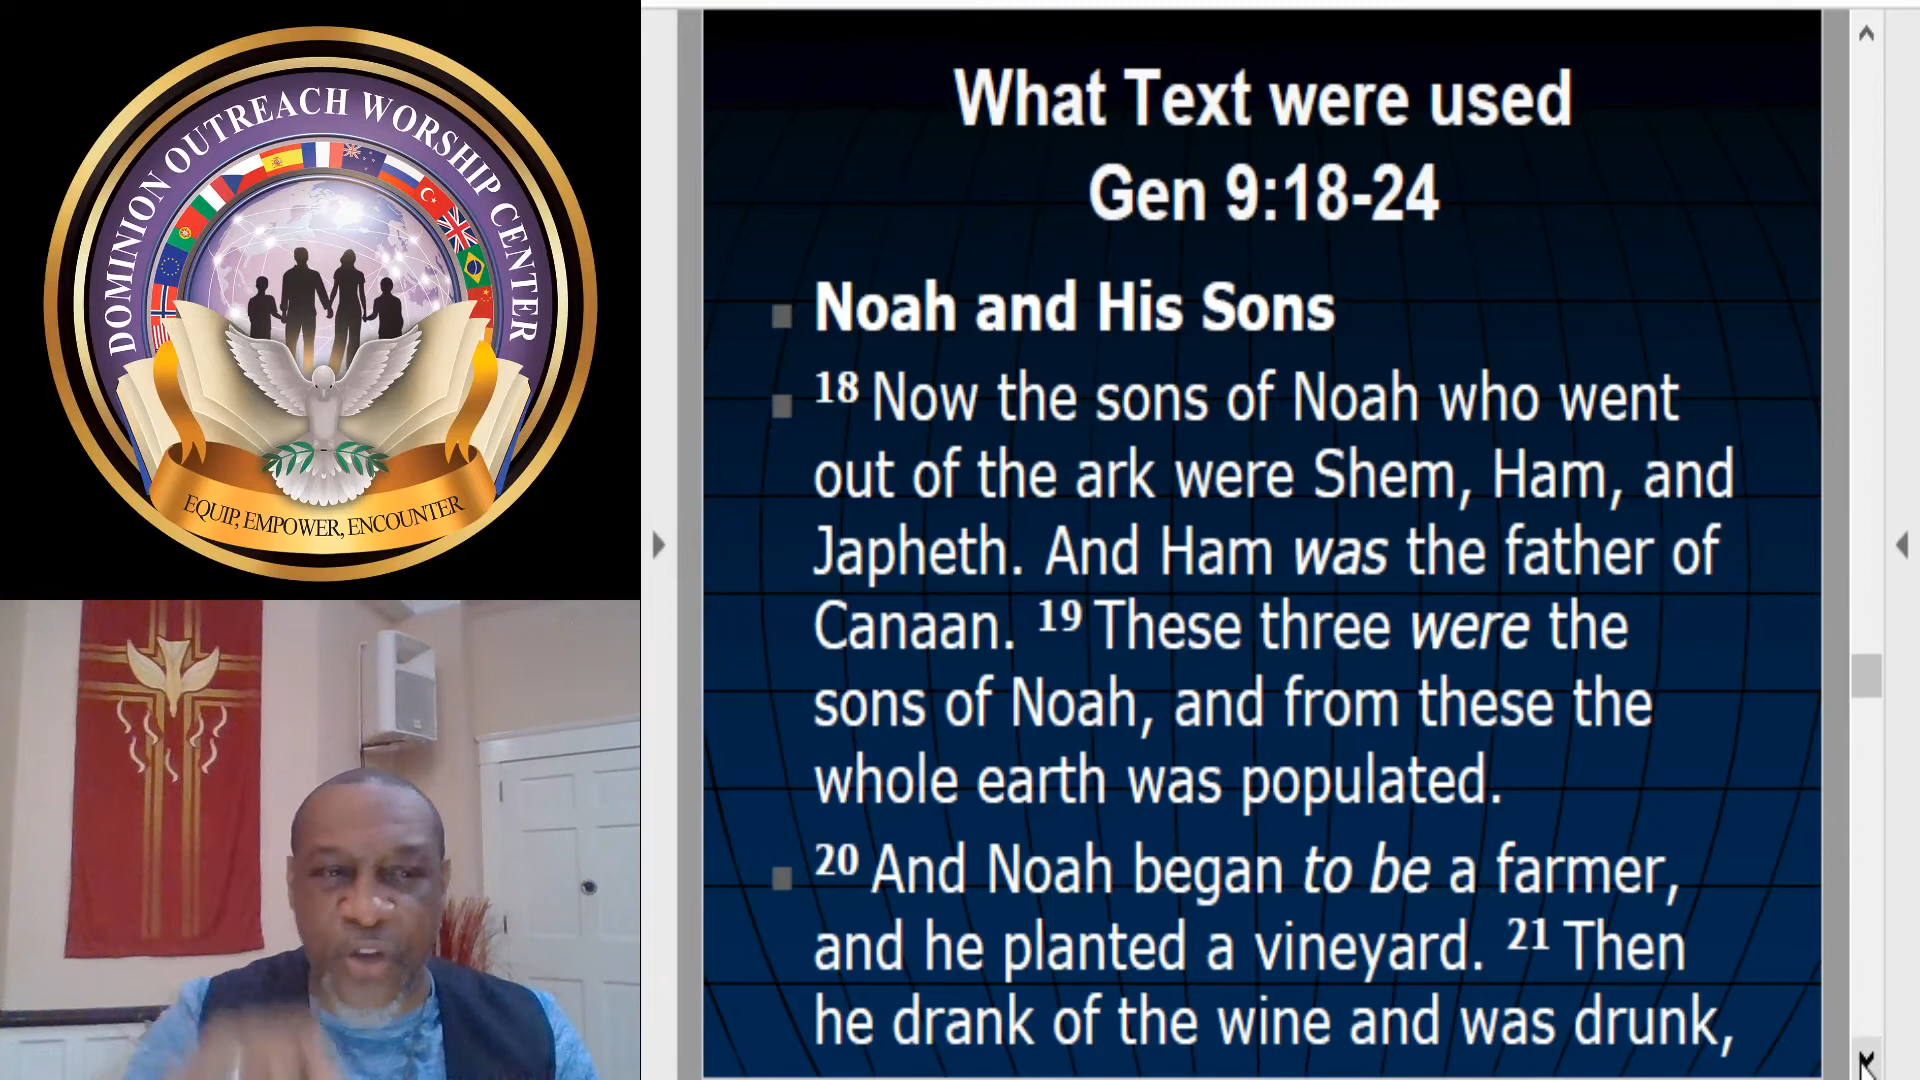 DOMINION OUTREACH WORSHIP CENTER
EQUIP, EMPOWER, ENCOUNTER
What Text were used
Gen 9:18-24
Noah and His Sons
18 Now the sons of Noah who went
out of the ark were Shem, Ham, and
Japheth. And Ham was the father of
Canaan. 19 These three were the
sons of Noah, and from these the
whole earth was populated.
20 And Noah began to be a farmer,
and he planted a vineyard. 21 Then
he drank of the wine and was drunk,